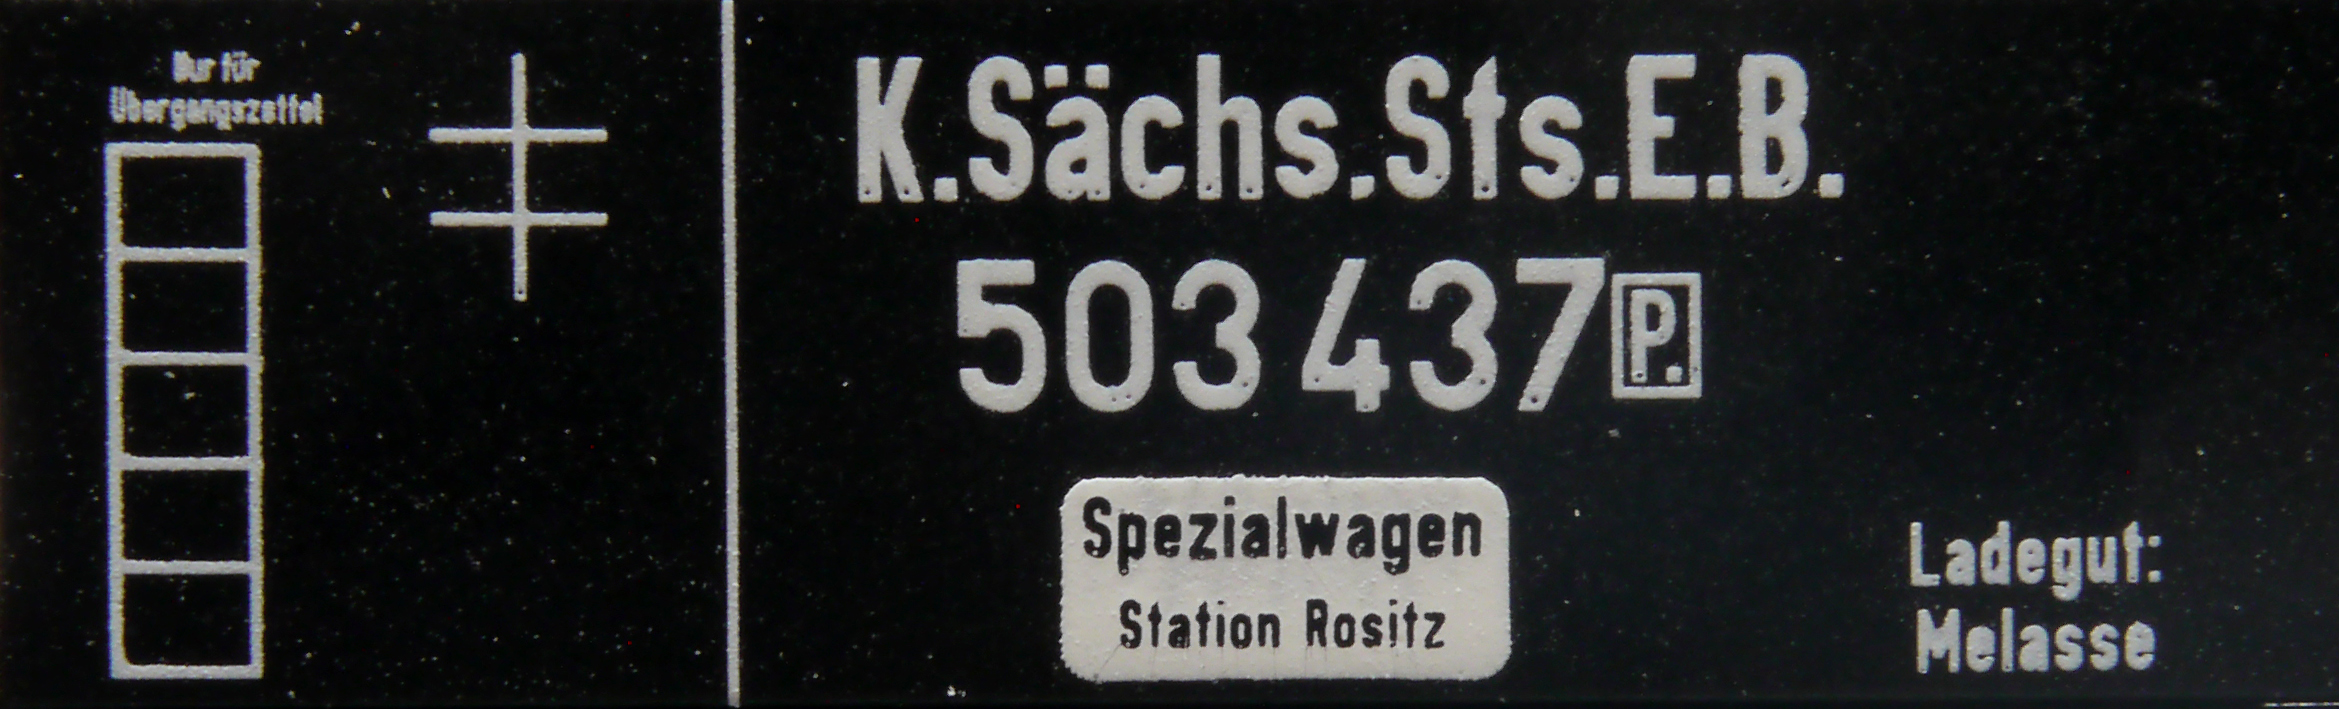 Nur für
Übergangszettel
K.Sächs.Sts.E.B.
503 437 P.
Spezialwagen
Station Rositz
Ladegut:
Melasse